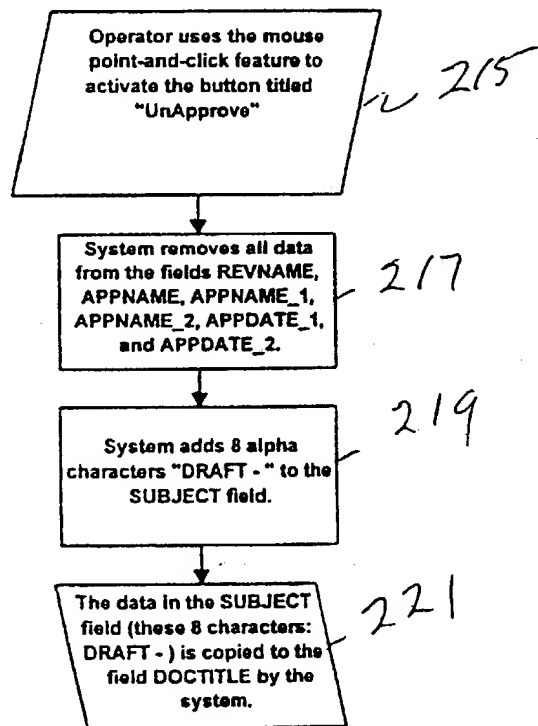 Operator uses the mouse
point-and-click feature to
activate the button titled
"UnApprove"
215
System removes all data
from the fields REVNAME,
APPNAME, APPNAME_1,
APPNAME_2, APPDATE_1,
and APPDATE_2.
217
System adds 8 alpha
characters "DRAFT - " to the
SUBJECT field.
219
The data in the SUBJECT
field (these 8 characters:
DRAFT - ) is copied to the
field DOCTITLE by the
system.
221